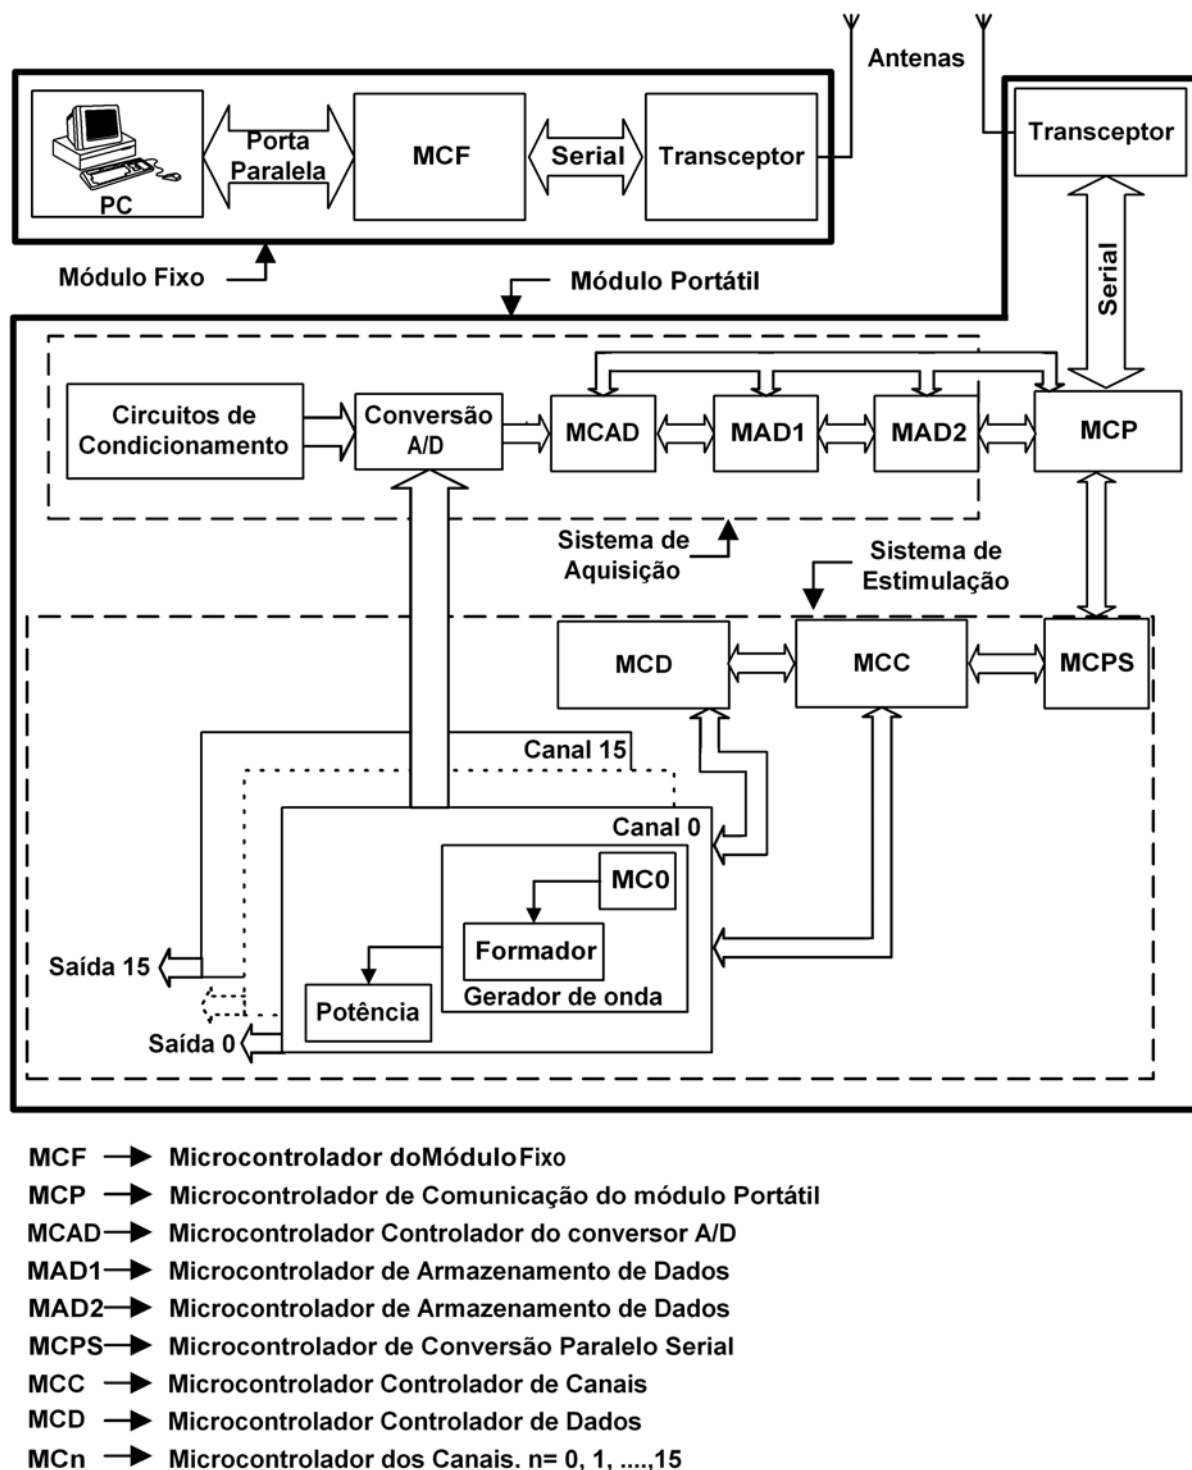 Antenas
PC
Porta
Paralela
MCF
Serial
Transceptor
Transceptor
Módulo Fixo
Módulo Portátil
Serial
Circuitos de
Condicionamento
Conversão
A/D
MCAD
MAD1
MAD2
MCP
Sistema de
Aquisição
Sistema de
Estimulação
MCD
MCC
MCPS
Canal 15
Canal 0
MC0
Formador
Gerador de onda
Potência
Saída 15
Saída 0
MCF Microcontrolador doMóduloFixo
MCP Microcontrolador de Comunicação do módulo Portátil
MCAD Microcontrolador Controlador do conversor A/D
MAD1 Microcontrolador de Armazenamento de Dados
MAD2 Microcontrolador de Armazenamento de Dados
MCPS Microcontrolador de Conversão Paralelo Serial
MCC Microcontrolador Controlador de Canais
MCD Microcontrolador Controlador de Dados
MCn Microcontrolador dos Canais. n= 0, 1, ....,15